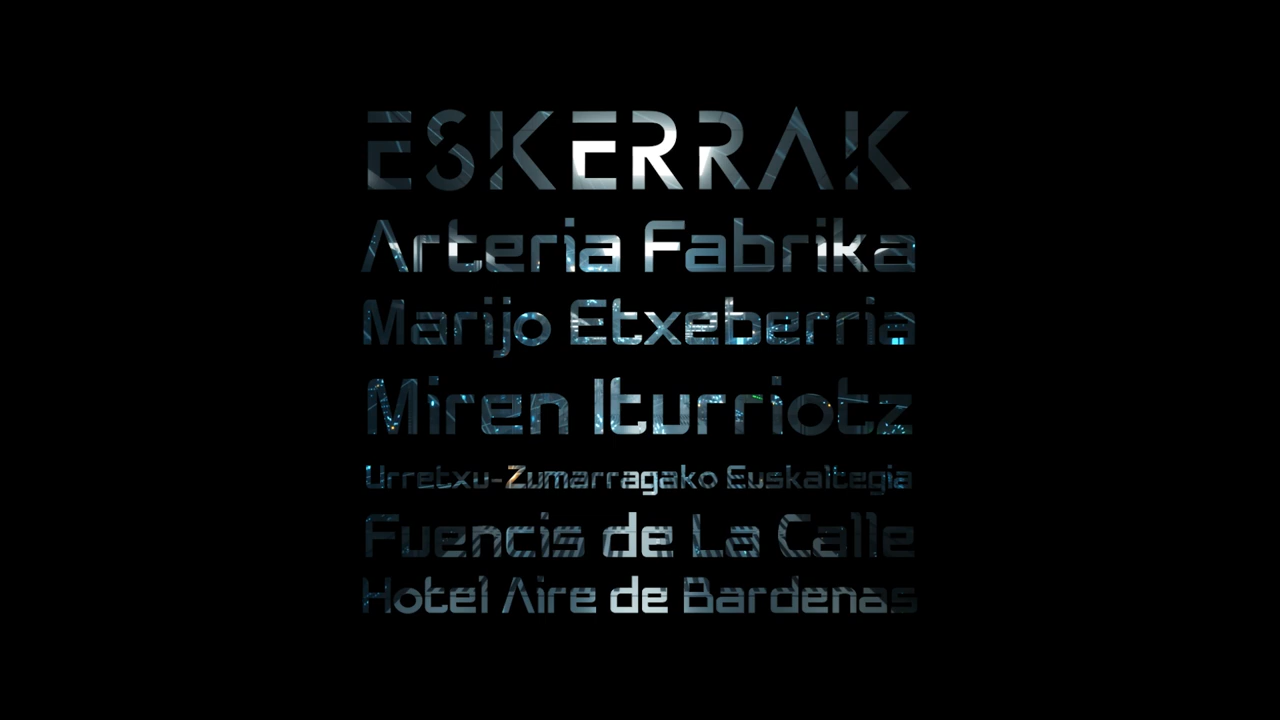 ESKERRAK
Arteria Fabrika
Marijo Etxeberria
Miren Iturriotz
Urretxu-Zumarragako Euskaltegia
Fuencis de La Calle
Hotel Aire de Bardenas